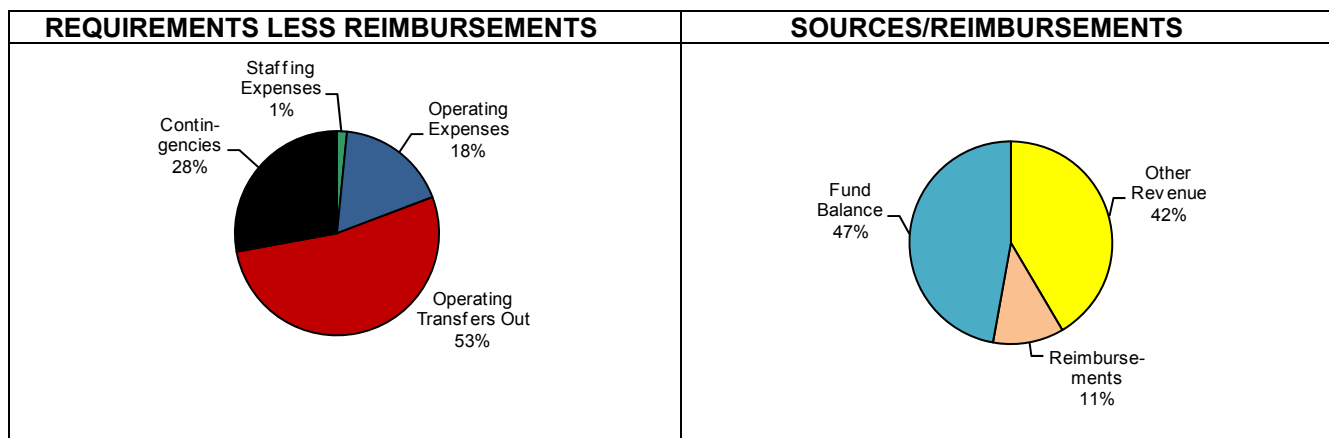 REQUIREMENTS LESS REIMBURSEMENTS
Staffing
Expenses
1%
Operating
Expenses
18%
Contin-
gencies
28%
Operating
Transfers Out
53%
SOURCES/REIMBURSEMENTS
Other
Revenue
42%
Fund
Balance
47%
Reimburse-
ments
11%